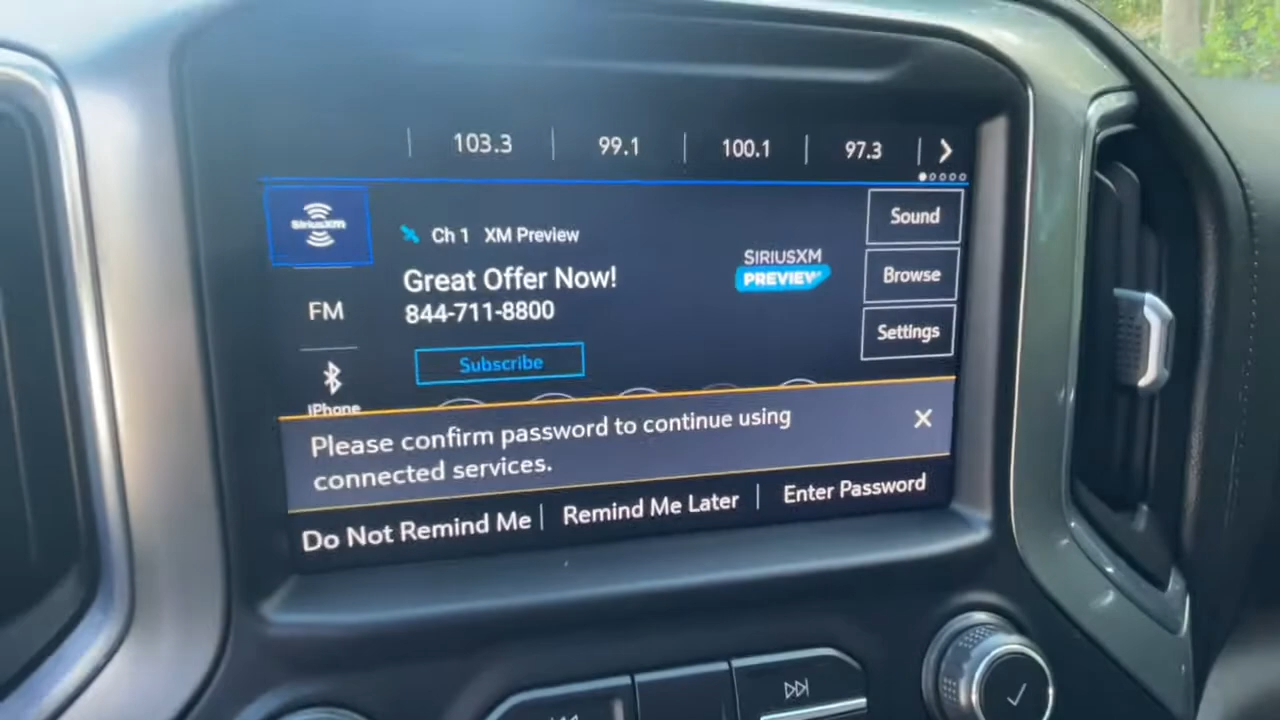 103.3 99.1 100.1 97.3
SiriusXM
Ch 1 XM Preview
Great Offer Now!
844-711-8800
Subscribe
SIRIUSXM
PREVIEW
Sound
Browse
Settings
FM
iPhone
Please confirm password to continue using
connected services.
Do Not Remind Me Remind Me Later Enter Password